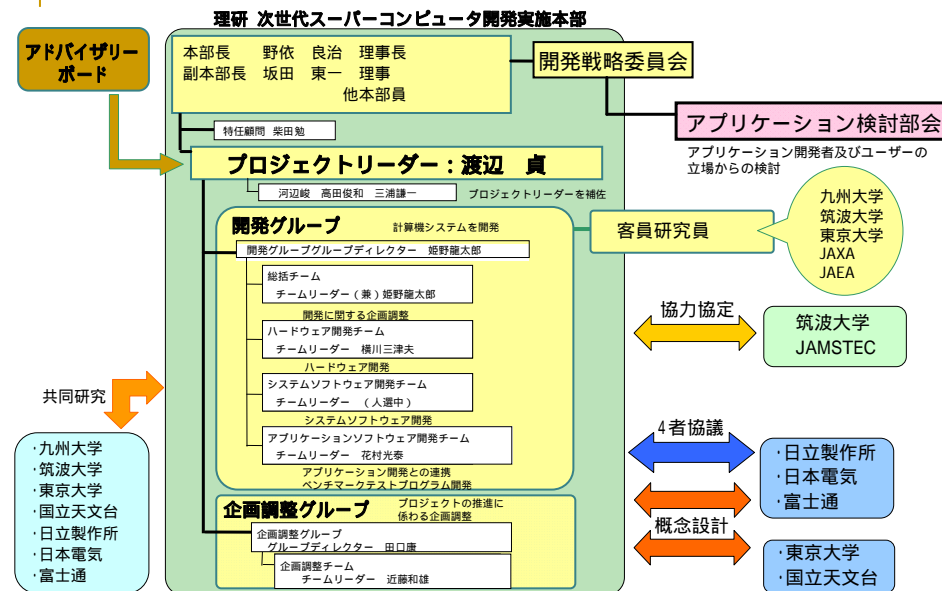 理研 次世代スーパーコンピュータ開発実施本部
アドバイザリー
ボード
本部長 野依 良治 理事長
副本部長 坂田 東一 理事
他本部員
開発戦略委員会
特任顧問 柴田勉
アプリケーション検討部会
アプリケーション開発者及びユーザーの
立場からの検討
プロジェクトリーダー：渡辺 貞
河辺峻 高田俊和 三浦謙一
プロジェクトリーダーを補佐
九州大学
筑波大学
東京大学
JAXA
JAEA
客員研究員
開発グループ
計算機システムを開発
開発グループグループディレクター 姫野龍太郎
総括チーム
チームリーダー（兼）姫野龍太郎
開発に関する企画調整
ハードウェア開発チーム
チームリーダー 横川三津夫
ハードウェア開発
システムソフトウェア開発チーム
チームリーダー （人選中）
システムソフトウェア開発
アプリケーションソフトウェア開発チーム
チームリーダー 花村光泰
アプリケーション開発との連携
ベンチマークテストプログラム開発
企画調整グループ
プロジェクトの推進に
係わる企画調整
企画調整グループ
グループディレクター 田口康
企画調整チーム
チームリーダー 近藤和雄
共同研究
・九州大学
・筑波大学
・東京大学
・国立天文台
・日立製作所
・日本電気
・富士通
協力協定
筑波大学
JAMSTEC
4者協議
・日立製作所
・日本電気
・富士通
概念設計
・東京大学
・国立天文台